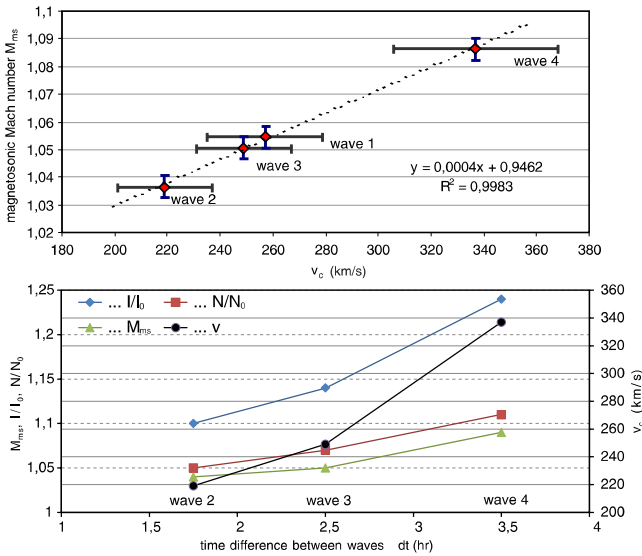 magnetosonic Mach number Mms
1,1
1,09
1,08
1,07
1,06
1,05
1,04
1,03
1,02
wave 4
wave 1
wave 3
wave 2
y = 0,0004x + 0,9462
R² = 0,9983
180 200 220 240 260 280 300 320 340 360 380
vc (km/s)
Mms, I/I0, N/N0
1,25
1,2
1,15
1,1
1,05
1
... I/I0 ... N/N0
... Mms ... v
360
340
320
300
280
260
240
220
200
vc (km/s)
wave 2 wave 3 wave 4
1 1,5 2 2,5 3 3,5 4
time difference between waves dt (hr)